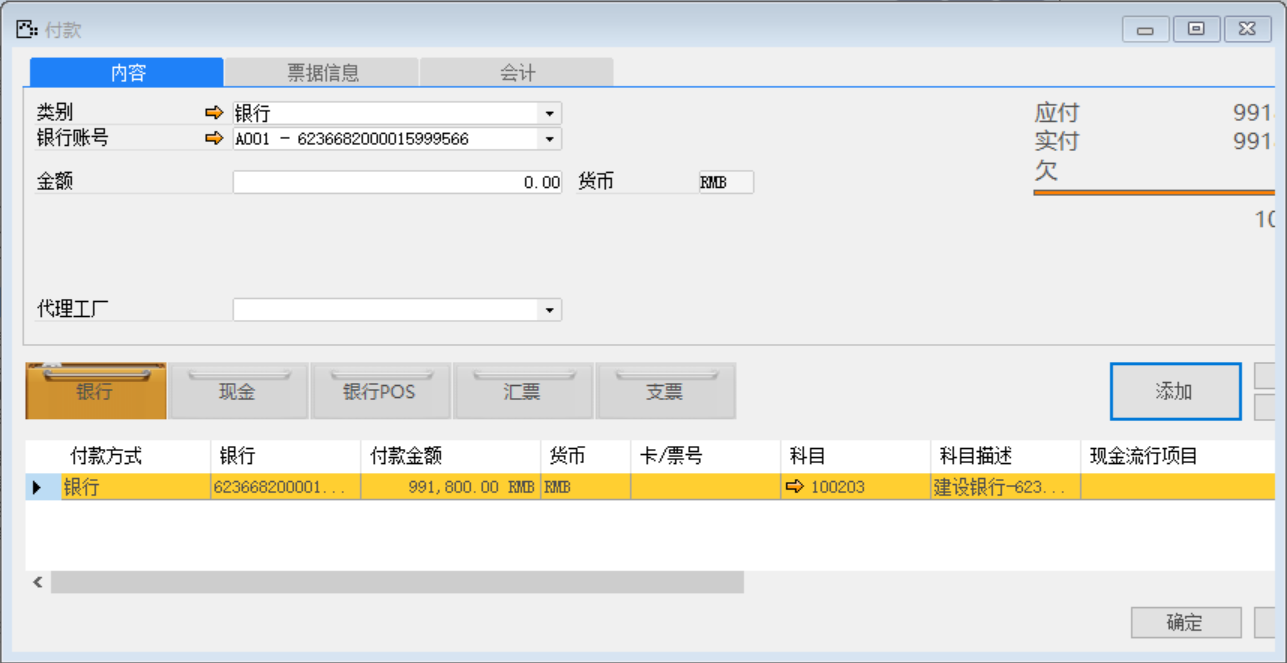 付款
内容 票据信息 会计
类别 银行
银行账号 A001 - 6236682000015999566
金额 0.00 货币 RMB
应付 991
实付 991
欠
10
代理工厂
银行 现金 银行POS 汇票 支票 添加
付款方式 银行 付款金额 货币 卡/票号 科目 科目描述 现金流行项目
银行 623668200001... 991,800.00 RMB RMB 100203 建设银行-623...
确定